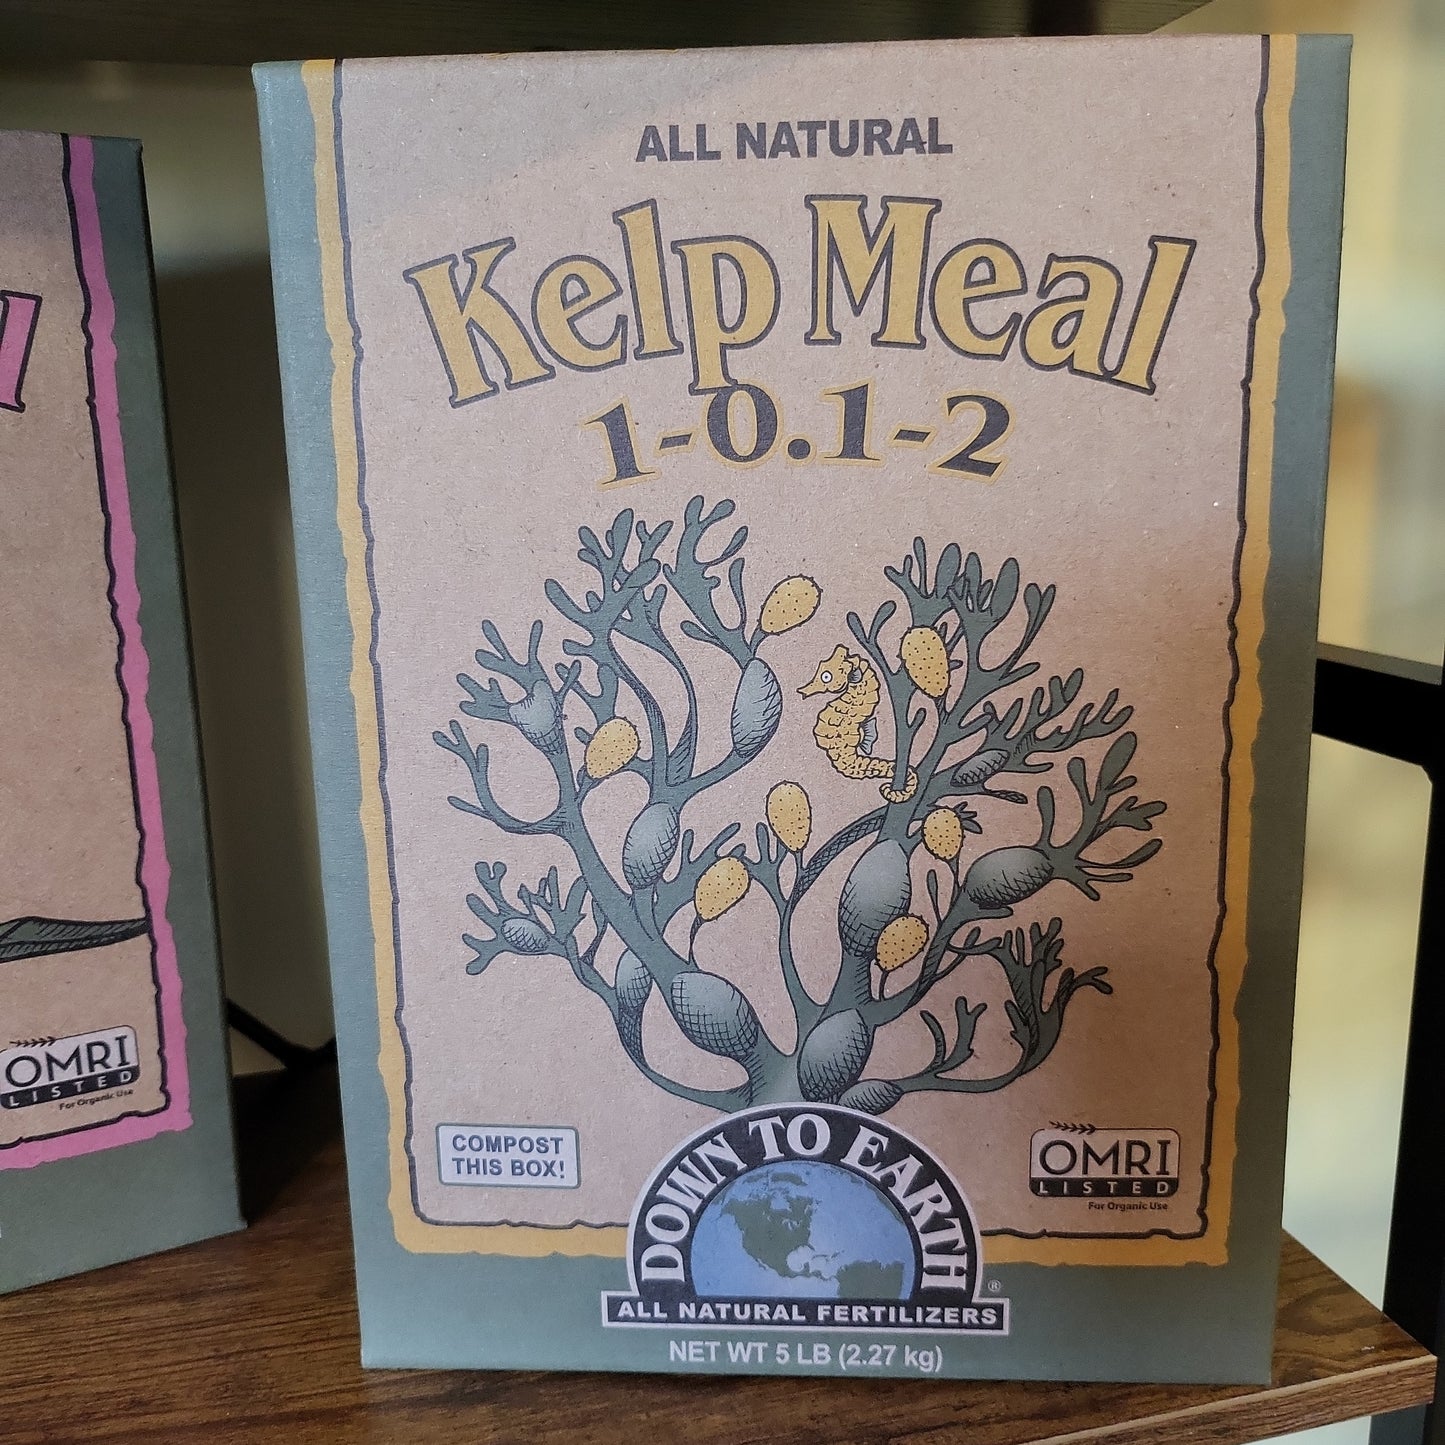 ALL NATURAL
Kelp Meal
1-0.1-2
COMPOST
THIS BOX!
DOWN TO EARTH
®
ALL NATURAL FERTILIZERS
NET WT 5 LB (2.27 kg)
OMRI
LISTED
For Organic Use
OMRI
LISTED
For Organic Use